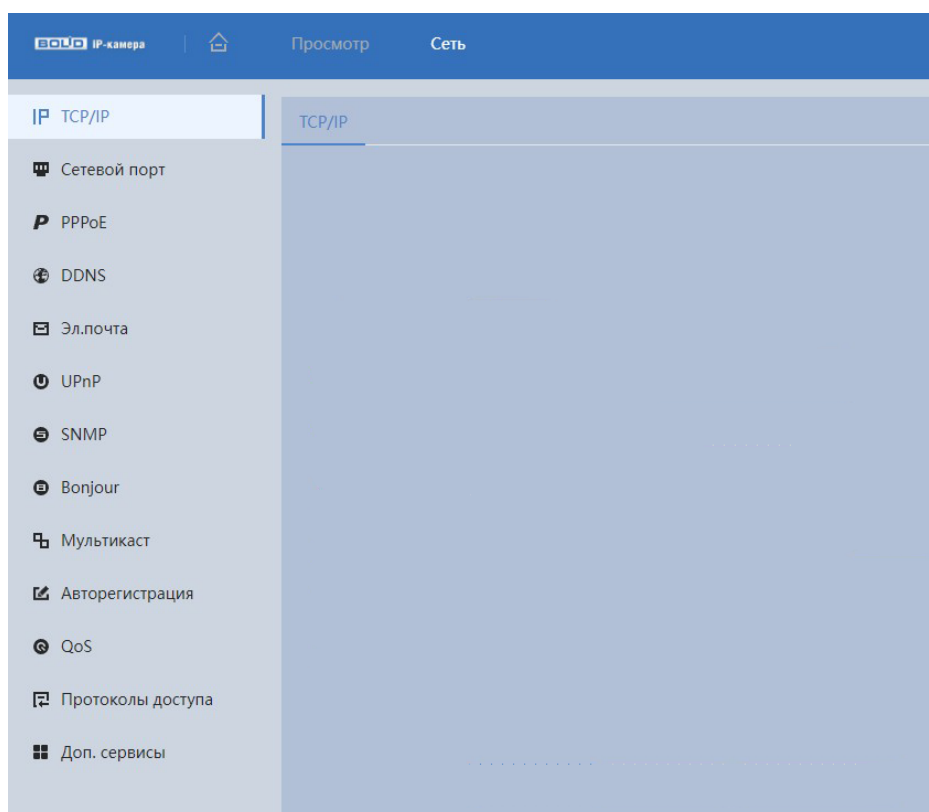 BOLID IP-камера Просмотр Сеть
TCP/IP
TCP/IP
Сетевой порт
PPPoE
DDNS
Эл.почта
UPnP
SNMP
Bonjour
Мультикаст
Авторегистрация
QoS
Протоколы доступа
Доп. сервисы